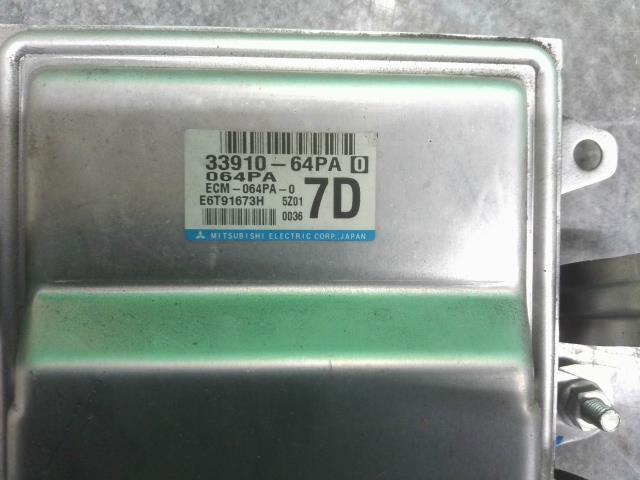 33910-64PA 0
064PA
ECM-064PA-0
E6T91673H 5Z01
0036 7D
MITSUBISHI ELECTRIC CORP., JAPAN